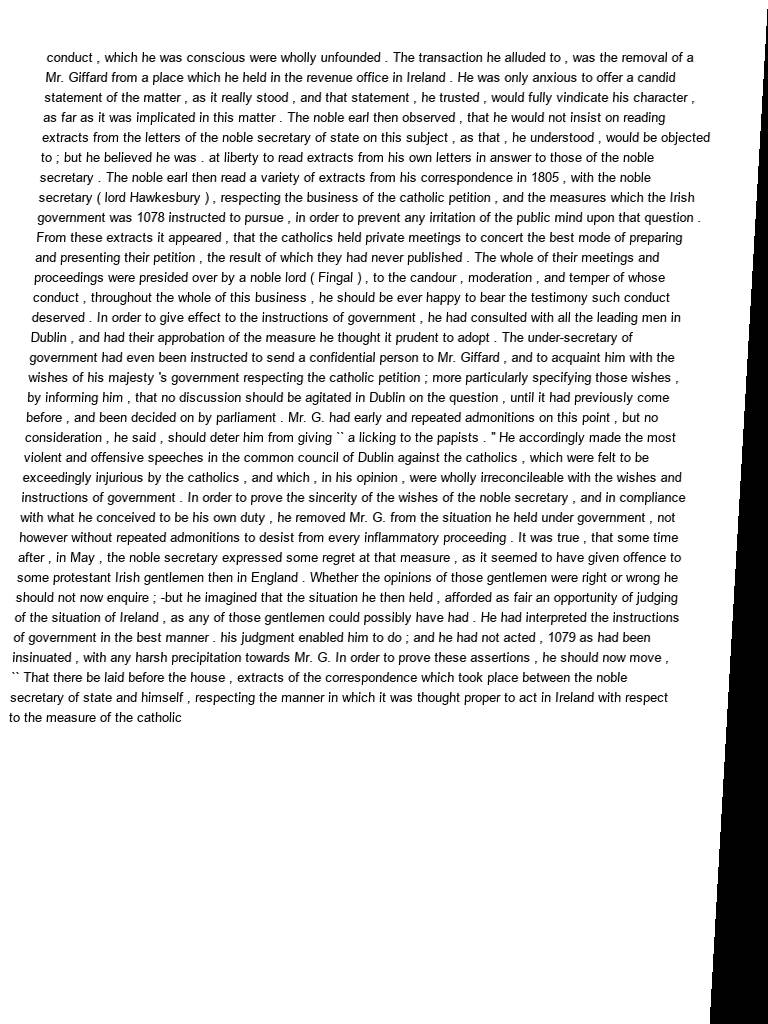 conduct , which he was conscious were wholly unfounded . The transaction he alluded to , was the removal of a
Mr. Giffard from a place which he held in the revenue office in Ireland . He was only anxious to offer a candid
statement of the matter , as it really stood , and that statement , he trusted , would fully vindicate his character ,
as far as it was implicated in this matter . The noble earl then observed , that he would not insist on reading
extracts from the letters of the noble secretary of state on this subject , as that , he understood , would be objected
to ; but he believed he was . at liberty to read extracts from his own letters in answer to those of the noble
secretary . The noble earl then read a variety of extracts from his correspondence in 1805 , with the noble
secretary ( lord Hawkesbury ) , respecting the business of the catholic petition , and the measures which the Irish
government was 1078 instructed to pursue , in order to prevent any irritation of the public mind upon that question .
From these extracts it appeared , that the catholics held private meetings to concert the best mode of preparing
and presenting their petition , the result of which they had never published . The whole of their meetings and
proceedings were presided over by a noble lord ( Fingal ) , to the candour , moderation , and temper of whose
conduct , throughout the whole of this business , he should be ever happy to bear the testimony such conduct
deserved . In order to give effect to the instructions of government , he had consulted with all the leading men in
Dublin , and had their approbation of the measure he thought it prudent to adopt . The under-secretary of
government had even been instructed to send a confidential person to Mr. Giffard , and to acquaint him with the
wishes of his majesty 's government respecting the catholic petition ; more particularly specifying those wishes ,
by informing him , that no discussion should be agitated in Dublin on the question , until it had previously come
before , and been decided on by parliament . Mr. G. had early and repeated admonitions on this point , but no
consideration , he said , should deter him from giving `` a licking to the papists . '' He accordingly made the most
violent and offensive speeches in the common council of Dublin against the catholics , which were felt to be
exceedingly injurious by the catholics , and which , in his opinion , were wholly irreconcileable with the wishes and
instructions of government . In order to prove the sincerity of the wishes of the noble secretary , and in compliance
with what he conceived to be his own duty , he removed Mr. G. from the situation he held under government , not
however without repeated admonitions to desist from every inflammatory proceeding . It was true , that some time
after , in May , the noble secretary expressed some regret at that measure , as it seemed to have given offence to
some protestant Irish gentlemen then in England . Whether the opinions of those gentlemen were right or wrong he
should not now enquire ; -but he imagined that the situation he then held , afforded as fair an opportunity of judging
of the situation of Ireland , as any of those gentlemen could possibly have had . He had interpreted the instructions
of government in the best manner . his judgment enabled him to do ; and he had not acted , 1079 as had been
insinuated , with any harsh precipitation towards Mr. G. In order to prove these assertions , he should now move ,
`` That there be laid before the house , extracts of the correspondence which took place between the noble
secretary of state and himself , respecting the manner in which it was thought proper to act in Ireland with respect
to the measure of the catholic